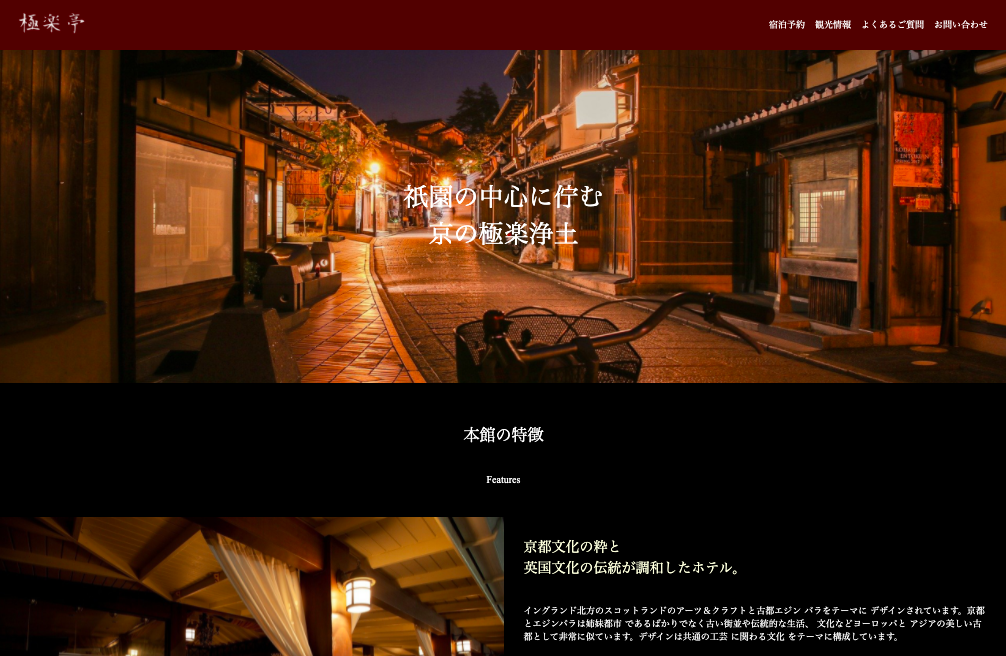 極楽亭
宿泊予約 観光情報 よくあるご質問 お問い合わせ
祇園の中心に佇む
京の極楽浄土
本館の特徴
Features
京都文化の粋と
英国文化の伝統が調和したホテル。
イングランド北方のスコットランドのアーツ＆クラフトと古都エジン バラをテーマに デザインされています。京都
とエジンバラは姉妹都市 であるばかりでなく古い街並や伝統的な生活、 文化などヨーロッパと アジアの美しい古
都として非常に似ています。デザインは共通の工芸 に関わる文化 をテーマに構成しています。